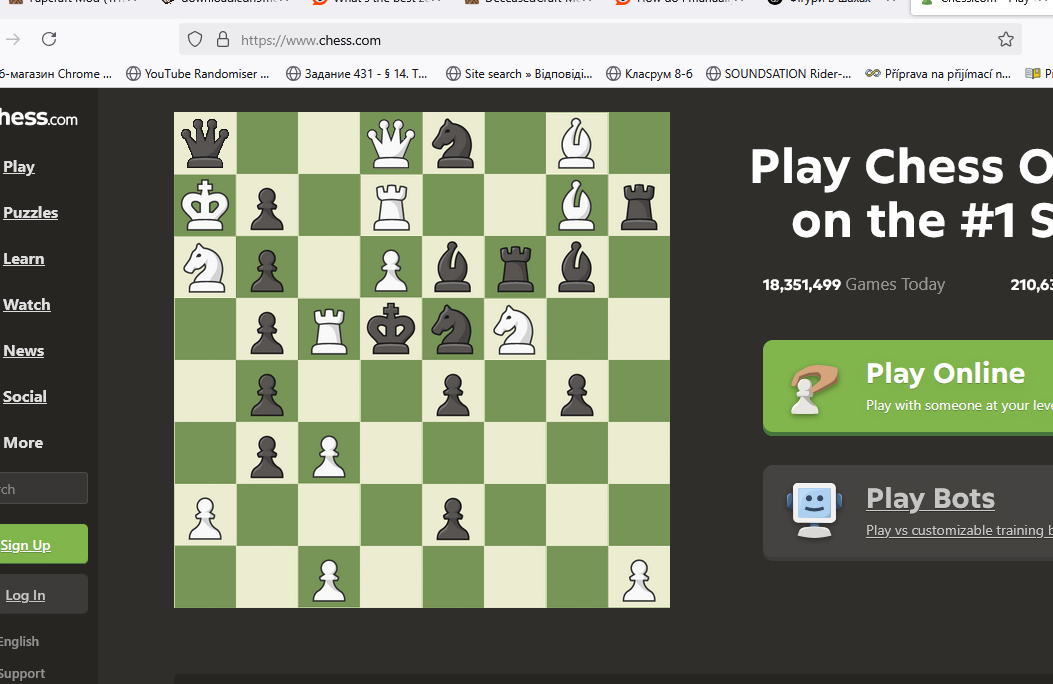 https://www.chess.com
б-магазин Chrome ... YouTube Randomiser ... Задание 431 - § 14. Т... Site search » Відповіді... Класрум 8-б SOUNDSATION Rider-... Příprava na přijímací n...
hess.com
Play
Puzzles
Learn
Watch
News
Social
More
rch
Sign Up
Log In
English
Support
Play Chess O
on the #1 S
18,351,499 Games Today 210,63
Play Online
Play with someone at your leve
Play Bots
Play vs customizable training b